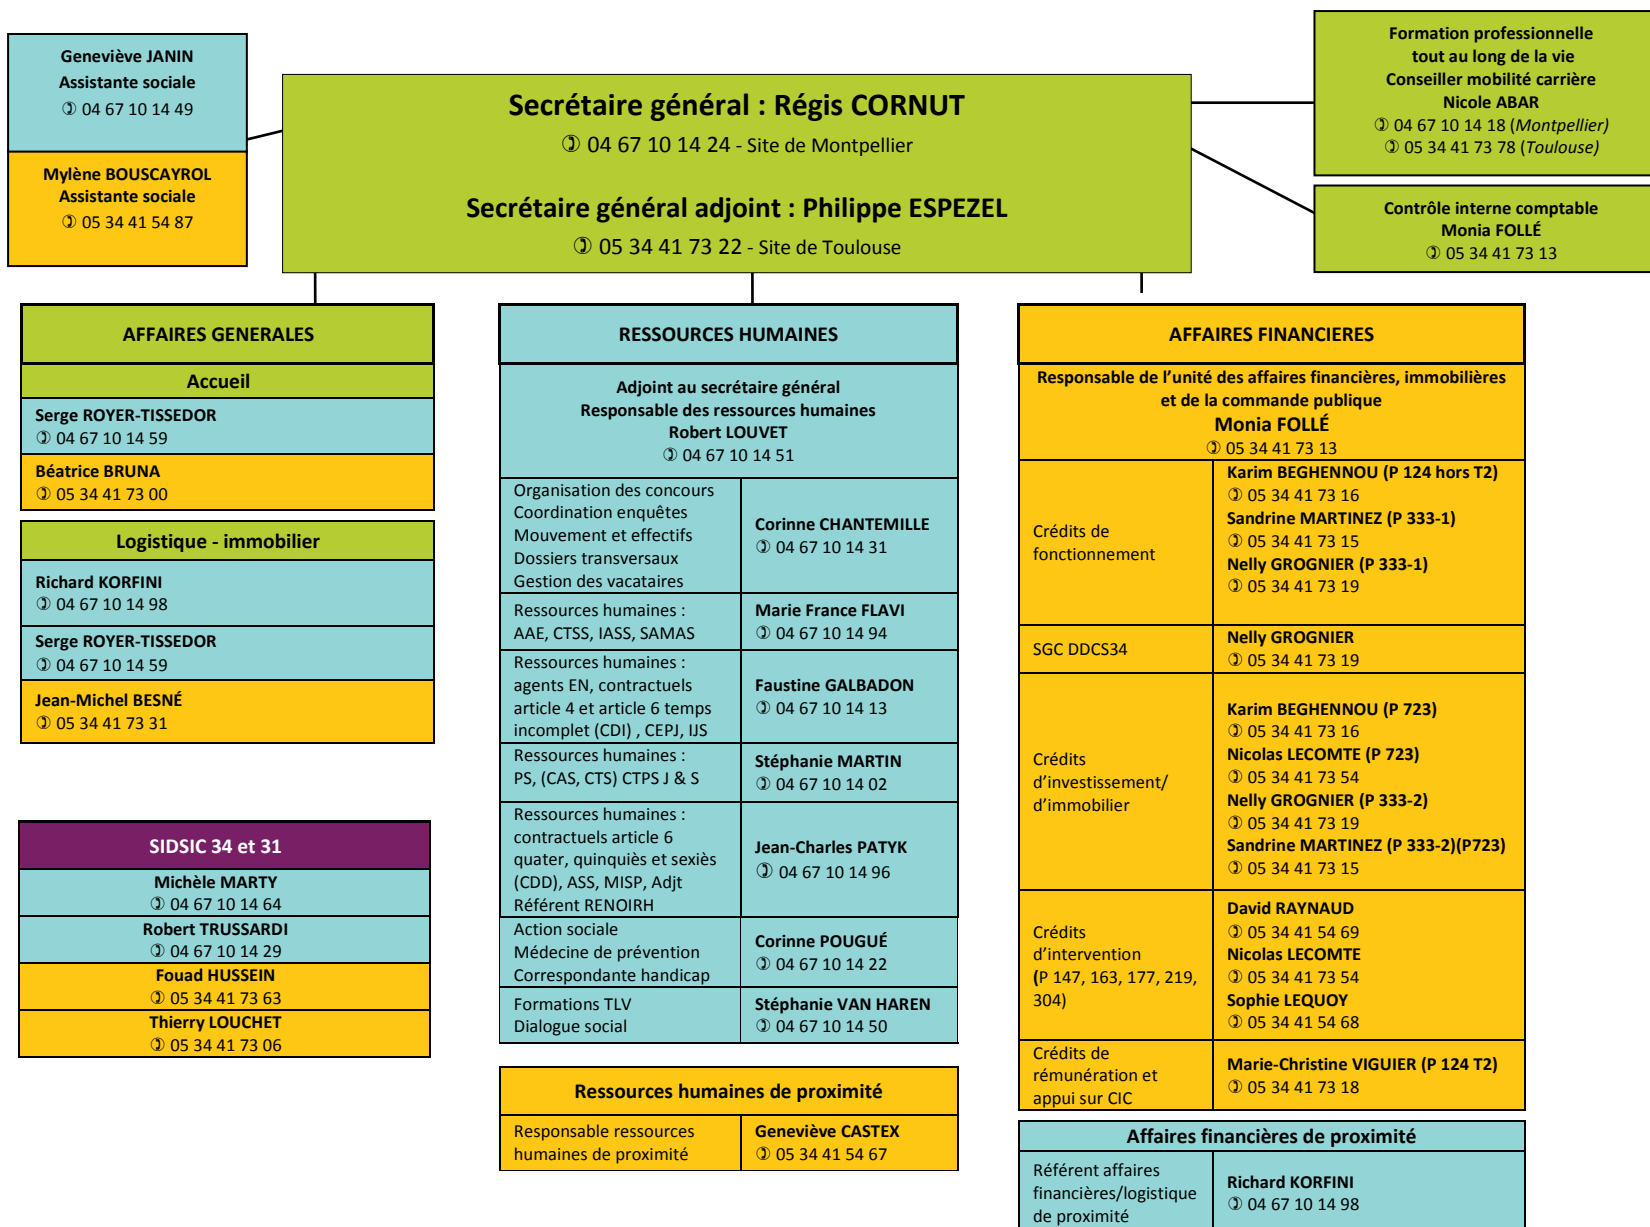 Geneviève JANIN
Assistante sociale
✆ 04 67 10 14 49
Mylène BOUSCAYROL
Assistante sociale
✆ 05 34 41 54 87
Secrétaire général : Régis CORNUT
✆ 04 67 10 14 24 - Site de Montpellier
Secrétaire général adjoint : Philippe ESPEZEL
✆ 05 34 41 73 22 - Site de Toulouse
Formation professionnelle
tout au long de la vie
Conseiller mobilité carrière
Nicole ABAR
✆ 04 67 10 14 18 (Montpellier)
✆ 05 34 41 73 78 (Toulouse)
Contrôle interne comptable
Monia FOLLÉ
✆ 05 34 41 73 13
AFFAIRES GENERALES
Accueil
Serge ROYER-TISSEDOR
✆ 04 67 10 14 59
Béatrice BRUNA
✆ 05 34 41 73 00
Logistique - immobilier
Richard KORFINI
✆ 04 67 10 14 98
Serge ROYER-TISSEDOR
✆ 04 67 10 14 59
Jean-Michel BESNÉ
✆ 05 34 41 73 31
SIDSIC 34 et 31
Michèle MARTY
✆ 04 67 10 14 64
Robert TRUSSARDI
✆ 04 67 10 14 29
Fouad HUSSEIN
✆ 05 34 41 73 63
Thierry LOUCHET
✆ 05 34 41 73 06
RESSOURCES HUMAINES
Adjoint au secrétaire général
Responsable des ressources humaines
Robert LOUVET
✆ 04 67 10 14 51
Organisation des concours
Coordination enquêtes
Mouvement et effectifs
Dossiers transversaux
Gestion des vacataires
Corinne CHANTEMILLE
✆ 04 67 10 14 31
Ressources humaines :
AAE, CTSS, IASS, SAMAS
Marie France FLAVI
✆ 04 67 10 14 94
Ressources humaines :
agents EN, contractuels
article 4 et article 6 temps
incomplet (CDI) , CEPJ, IJS
Faustine GALBADON
✆ 04 67 10 14 13
Ressources humaines :
PS, (CAS, CTS) CTPS J & S
Stéphanie MARTIN
✆ 04 67 10 14 02
Ressources humaines :
contractuels article 6
quater, quinquiès et sexiès
(CDD), ASS, MISP, Adjt
Référent RENOIRH
Jean-Charles PATYK
✆ 04 67 10 14 96
Action sociale
Médecine de prévention
Correspondante handicap
Corinne POUGUÉ
✆ 04 67 10 14 22
Formations TLV
Dialogue social
Stéphanie VAN HAREN
✆ 04 67 10 14 50
Ressources humaines de proximité
Responsable ressources
humaines de proximité
Geneviève CASTEX
✆ 05 34 41 54 67
AFFAIRES FINANCIERES
Responsable de l’unité des affaires financières, immobilières
et de la commande publique
Monia FOLLÉ
✆ 05 34 41 73 13
Crédits de
fonctionnement
Karim BEGHENNOU (P 124 hors T2)
✆ 05 34 41 73 16
Sandrine MARTINEZ (P 333-1)
✆ 05 34 41 73 15
Nelly GROGNIER (P 333-1)
✆ 05 34 41 73 19
SGC DDCS34
Nelly GROGNIER
✆ 05 34 41 73 19
Crédits
d’investissement/
d’immobilier
Karim BEGHENNOU (P 723)
✆ 05 34 41 73 16
Nicolas LECOMTE (P 723)
✆ 05 34 41 73 54
Nelly GROGNIER (P 333-2)
✆ 05 34 41 73 19
Sandrine MARTINEZ (P 333-2)(P723)
✆ 05 34 41 73 15
Crédits
d’intervention
(P 147, 163, 177, 219,
304)
David RAYNAUD
✆ 05 34 41 54 69
Nicolas LECOMTE
✆ 05 34 41 73 54
Sophie LEQUOY
✆ 05 34 41 54 68
Crédits de
rémunération et
appui sur CIC
Marie-Christine VIGUIER (P 124 T2)
✆ 05 34 41 73 18
Affaires financières de proximité
Référent affaires
financières/logistique
de proximité
Richard KORFINI
✆ 04 67 10 14 98